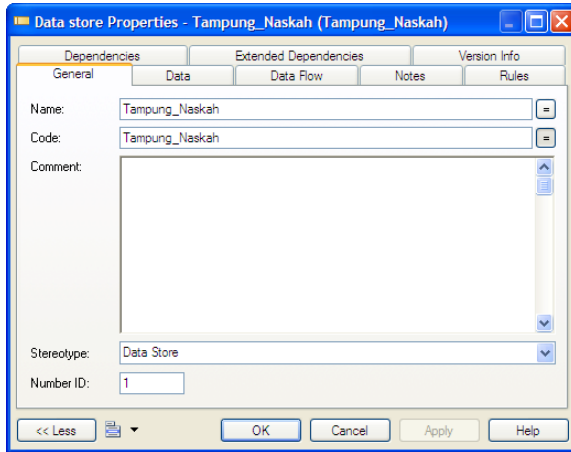 Data store Properties - Tampung_Naskah (Tampung_Naskah)
Dependencies Extended Dependencies Version Info
General Data Data Flow Notes Rules
Name: Tampung_Naskah =
Code: Tampung_Naskah =
Comment:
Stereotype: Data Store
Number ID: 1
<< Less OK Cancel Apply Help